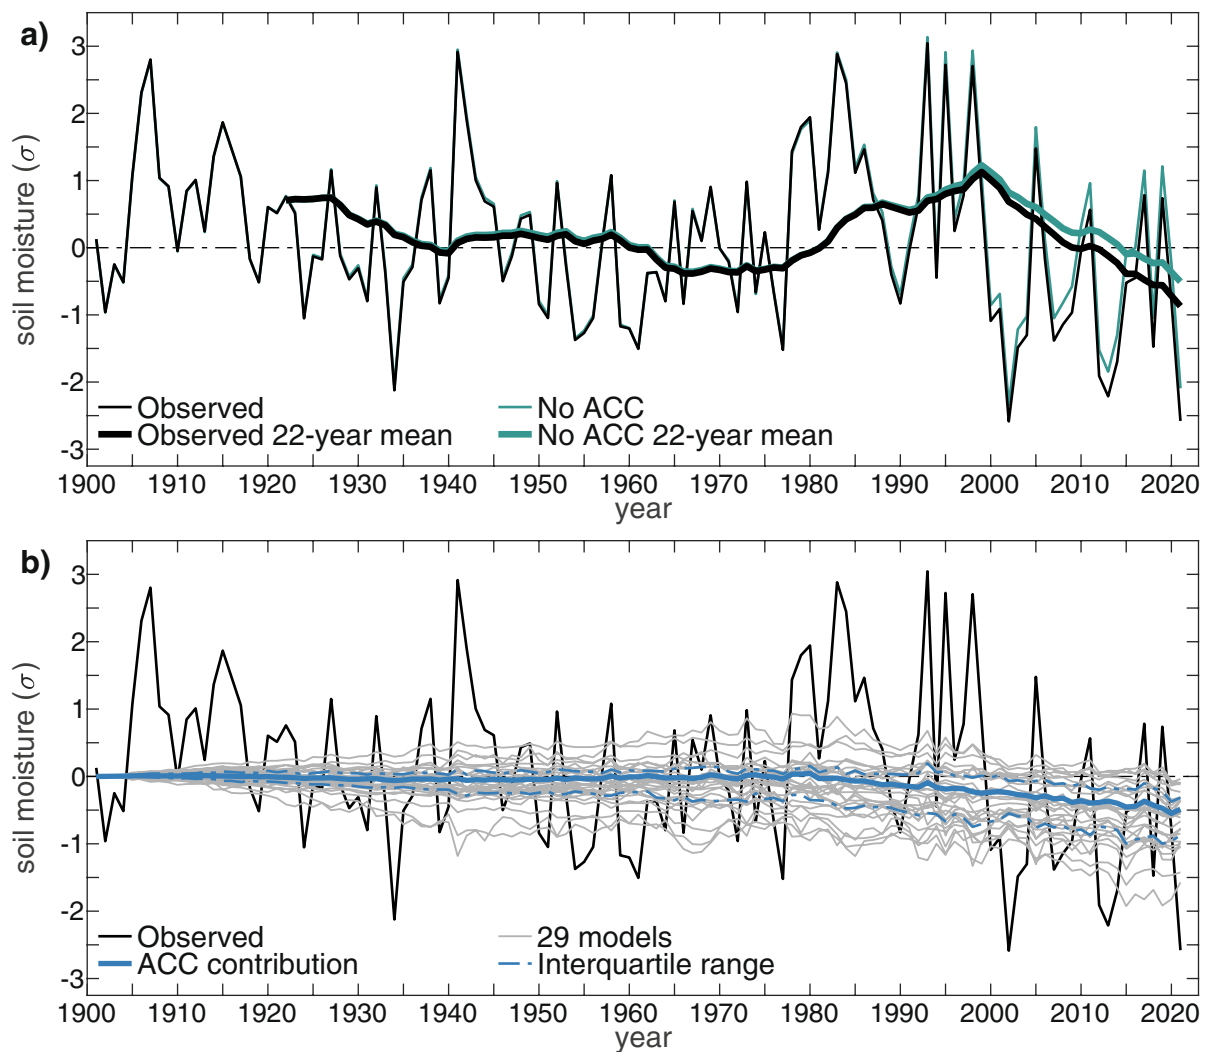 a)
3
2
1
0
-1
-2
-3
soil moisture (σ)
Observed
No ACC
Observed 22-year mean
No ACC 22-year mean
1900 1910 1920 1930 1940 1950 1960 1970 1980 1990 2000 2010 2020
year
b)
3
2
1
0
-1
-2
-3
soil moisture (σ)
Observed
29 models
ACC contribution
Interquartile range
1900 1910 1920 1930 1940 1950 1960 1970 1980 1990 2000 2010 2020
year